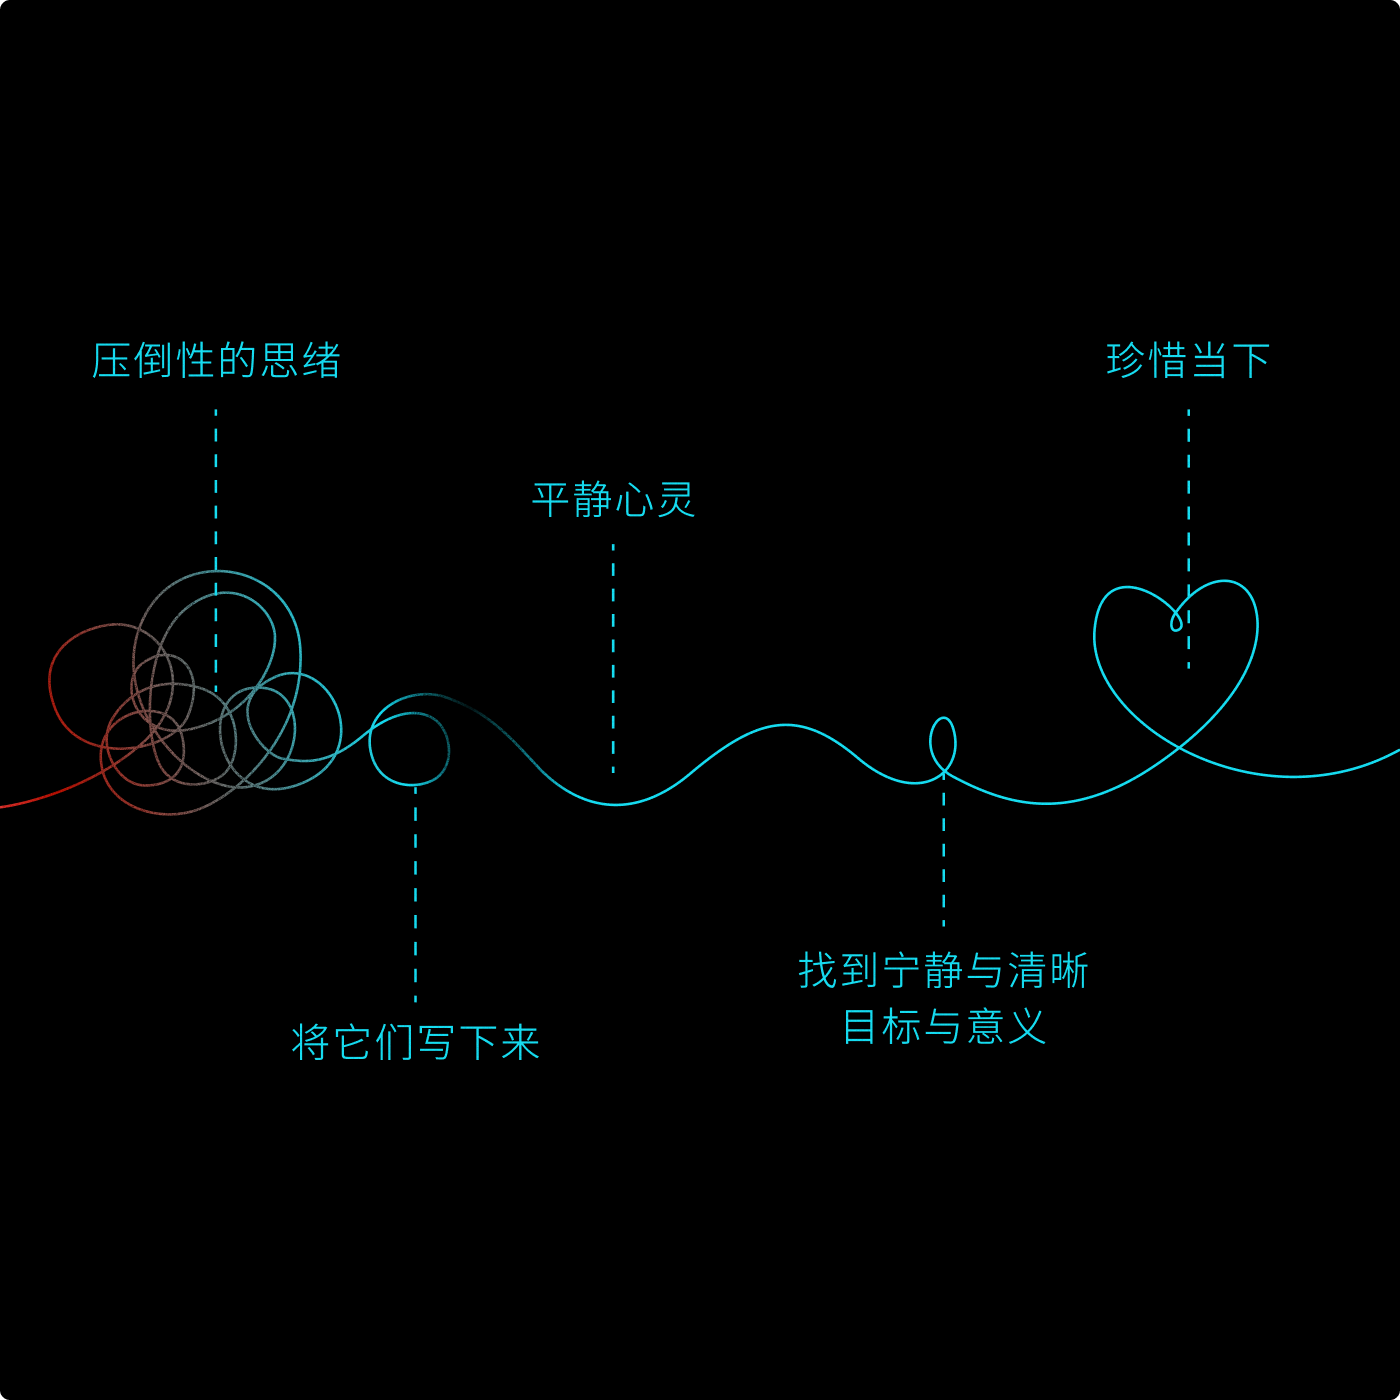 压倒性的思绪
珍惜当下
平静心灵
找到宁静与清晰
目标与意义
将它们写下来